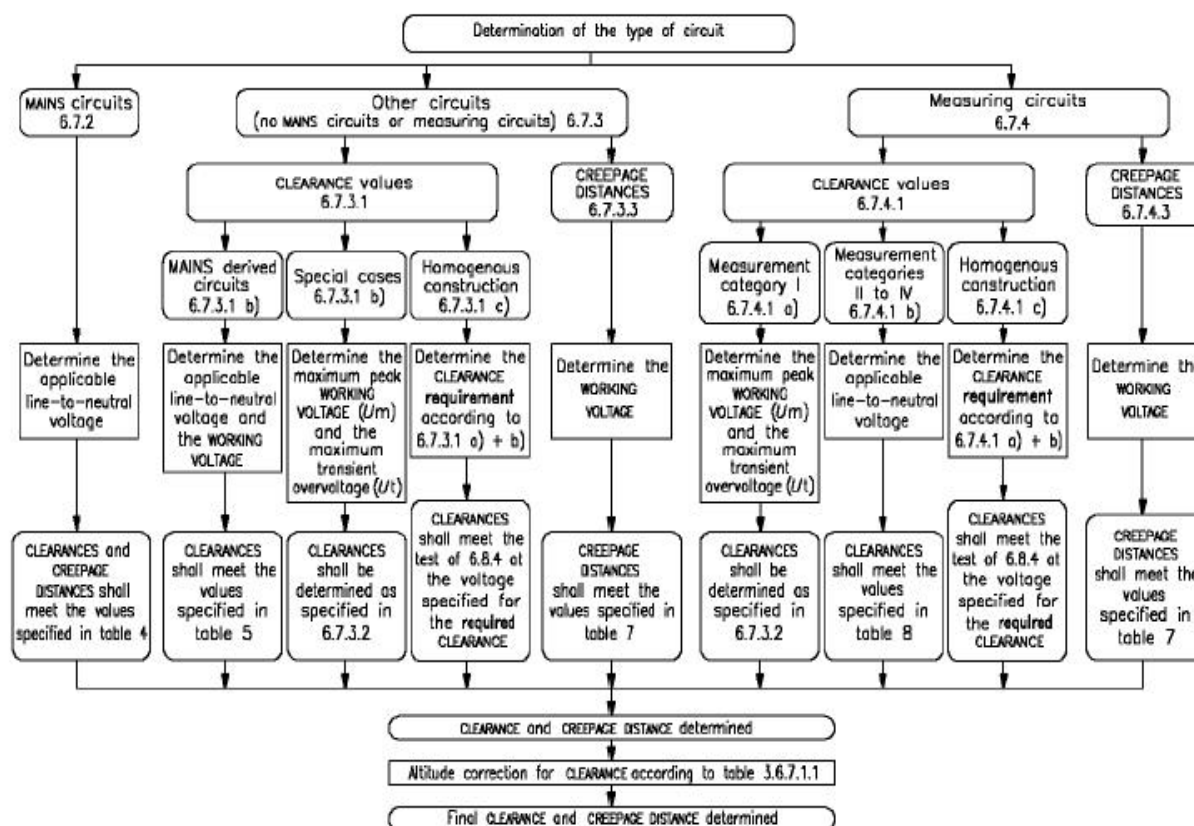 Determination of the type of circuit
MAINS circuits
6.7.2
Other circuits
(no MAINS circuits or measuring circuits) 6.7.3
Measuring circuits
6.7.4
CLEARANCE values
6.7.3.1
CREEPAGE
DISTANCES
6.7.3.3
CLEARANCE values
6.7.4.1
CREEPAGE
DISTANCES
6.7.4.3
MAINS derived
circuits
6.7.3.1 b)
Special cases
6.7.3.1 b)
Homogenous
construction
6.7.3.1 c)
Measurement
category I
6.7.4.1 a)
Measurement
categories
II to IV
6.7.4.1 b)
Homogenous
construction
6.7.4.1 c)
Determine the
applicable
line-to-neutral
voltage
Determine the
applicable
line-to-neutral
voltage and
the WORKING
VOLTAGE
Determine the
maximum peak
WORKING
VOLTAGE (Um)
and the
maximum
transient
overvoltage (Ut)
Determine the
CLEARANCE
requirement
according to
6.7.3.1 a) + b)
Determine the
WORKING
VOLTAGE
Determine the
maximum peak
WORKING
VOLTAGE (Um)
and the
maximum
transient
overvoltage (Ut)
Determine the
applicable
line-to-neutral
voltage
Determine the
CLEARANCE
requirement
according to
6.7.4.1 a) + b)
Determine the
WORKING
VOLTAGE
CLEARANCES and
CREEPAGE
DISTANCES shall
meet the values
specified in table 4
CLEARANCES
shall meet the
values
specified in
table 5
CLEARANCES
shall be
determined as
specified in
6.7.3.2
CLEARANCES
shall meet the
test of 6.8.4 at
the voltage
specified for
the required
CLEARANCE
CREEPAGE
DISTANCES
shall meet the
values specified in
table 7
CLEARANCES
shall be
determined as
specified in
6.7.3.2
CLEARANCES
shall meet the
values
specified in
table 8
CLEARANCES
shall meet the
test of 6.8.4 at
the voltage
specified for
the required
CLEARANCE
CREEPAGE
DISTANCES
shall meet the
values
specified in
table 7
CLEARANCE and CREEPAGE DISTANCE determined
Altitude correction for CLEARANCE according to table 3.6.7.1.1
Final CLEARANCE and CREEPAGE DISTANCE determined